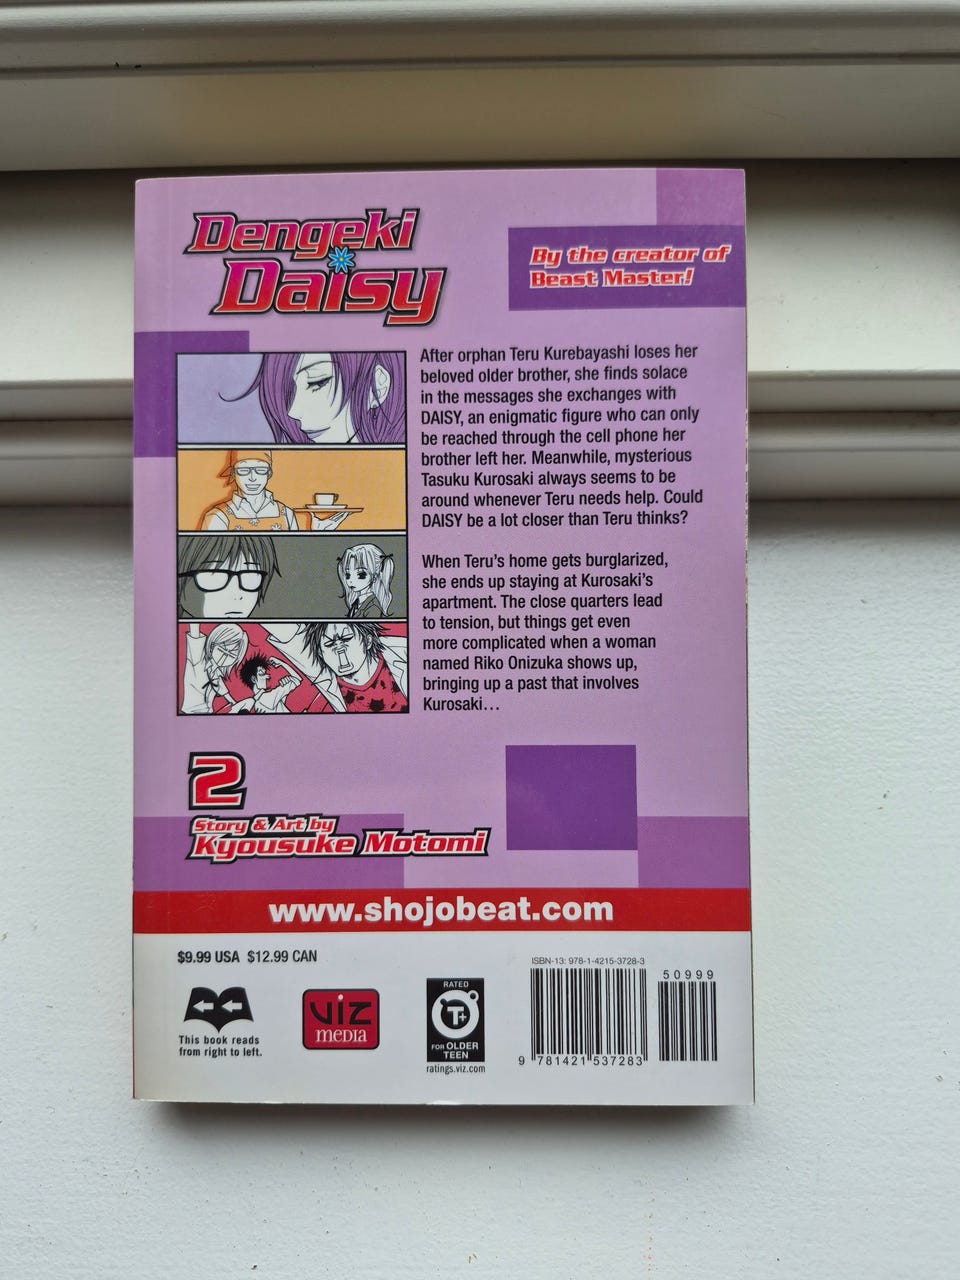 Dengeki
Daisy
By the creator of
Beast Master!
After orphan Teru Kurebayashi loses her
beloved older brother, she finds solace
in the messages she exchanges with
DAISY, an enigmatic figure who can only
be reached through the cell phone her
brother left her. Meanwhile, mysterious
Tasuku Kurosaki always seems to be
around whenever Teru needs help. Could
DAISY be a lot closer than Teru thinks?
When Teru’s home gets burglarized,
she ends up staying at Kurosaki’s
apartment. The close quarters lead
to tension, but things get even
more complicated when a woman
named Riko Onizuka shows up,
bringing up a past that involves
Kurosaki…
2
Story & Art by
Kyousuke Motomi
www.shojobeat.com
$9.99 USA $12.99 CAN
This book reads
from right to left.
VIZ
MEDIA
RATED
T+
FOR OLDER
TEEN
ratings.viz.com
ISBN-13: 978-1-4215-3728-3
50999
9 781421 537283